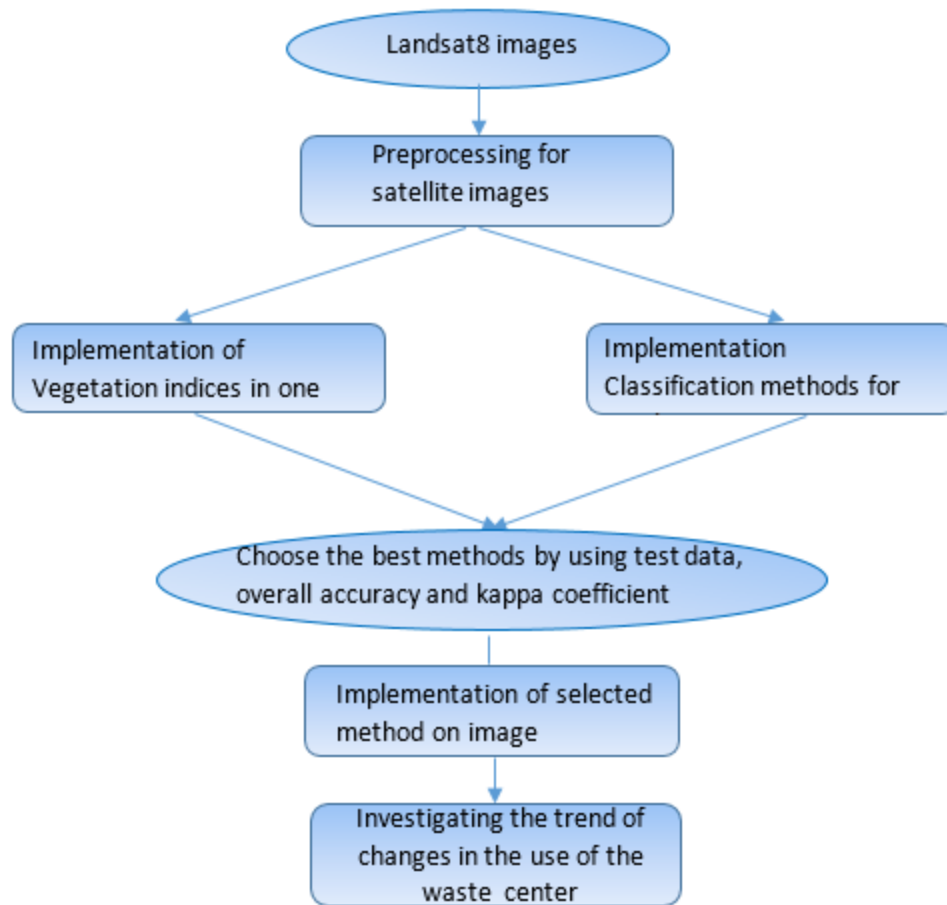 Landsat8 images
Preprocessing for
satellite images
Implementation of
Vegetation indices in one
Implementation
Classification methods for
Choose the best methods by using test data,
overall accuracy and kappa coefficient
Implementation of selected
method on image
Investigating the trend of
changes in the use of the
waste center